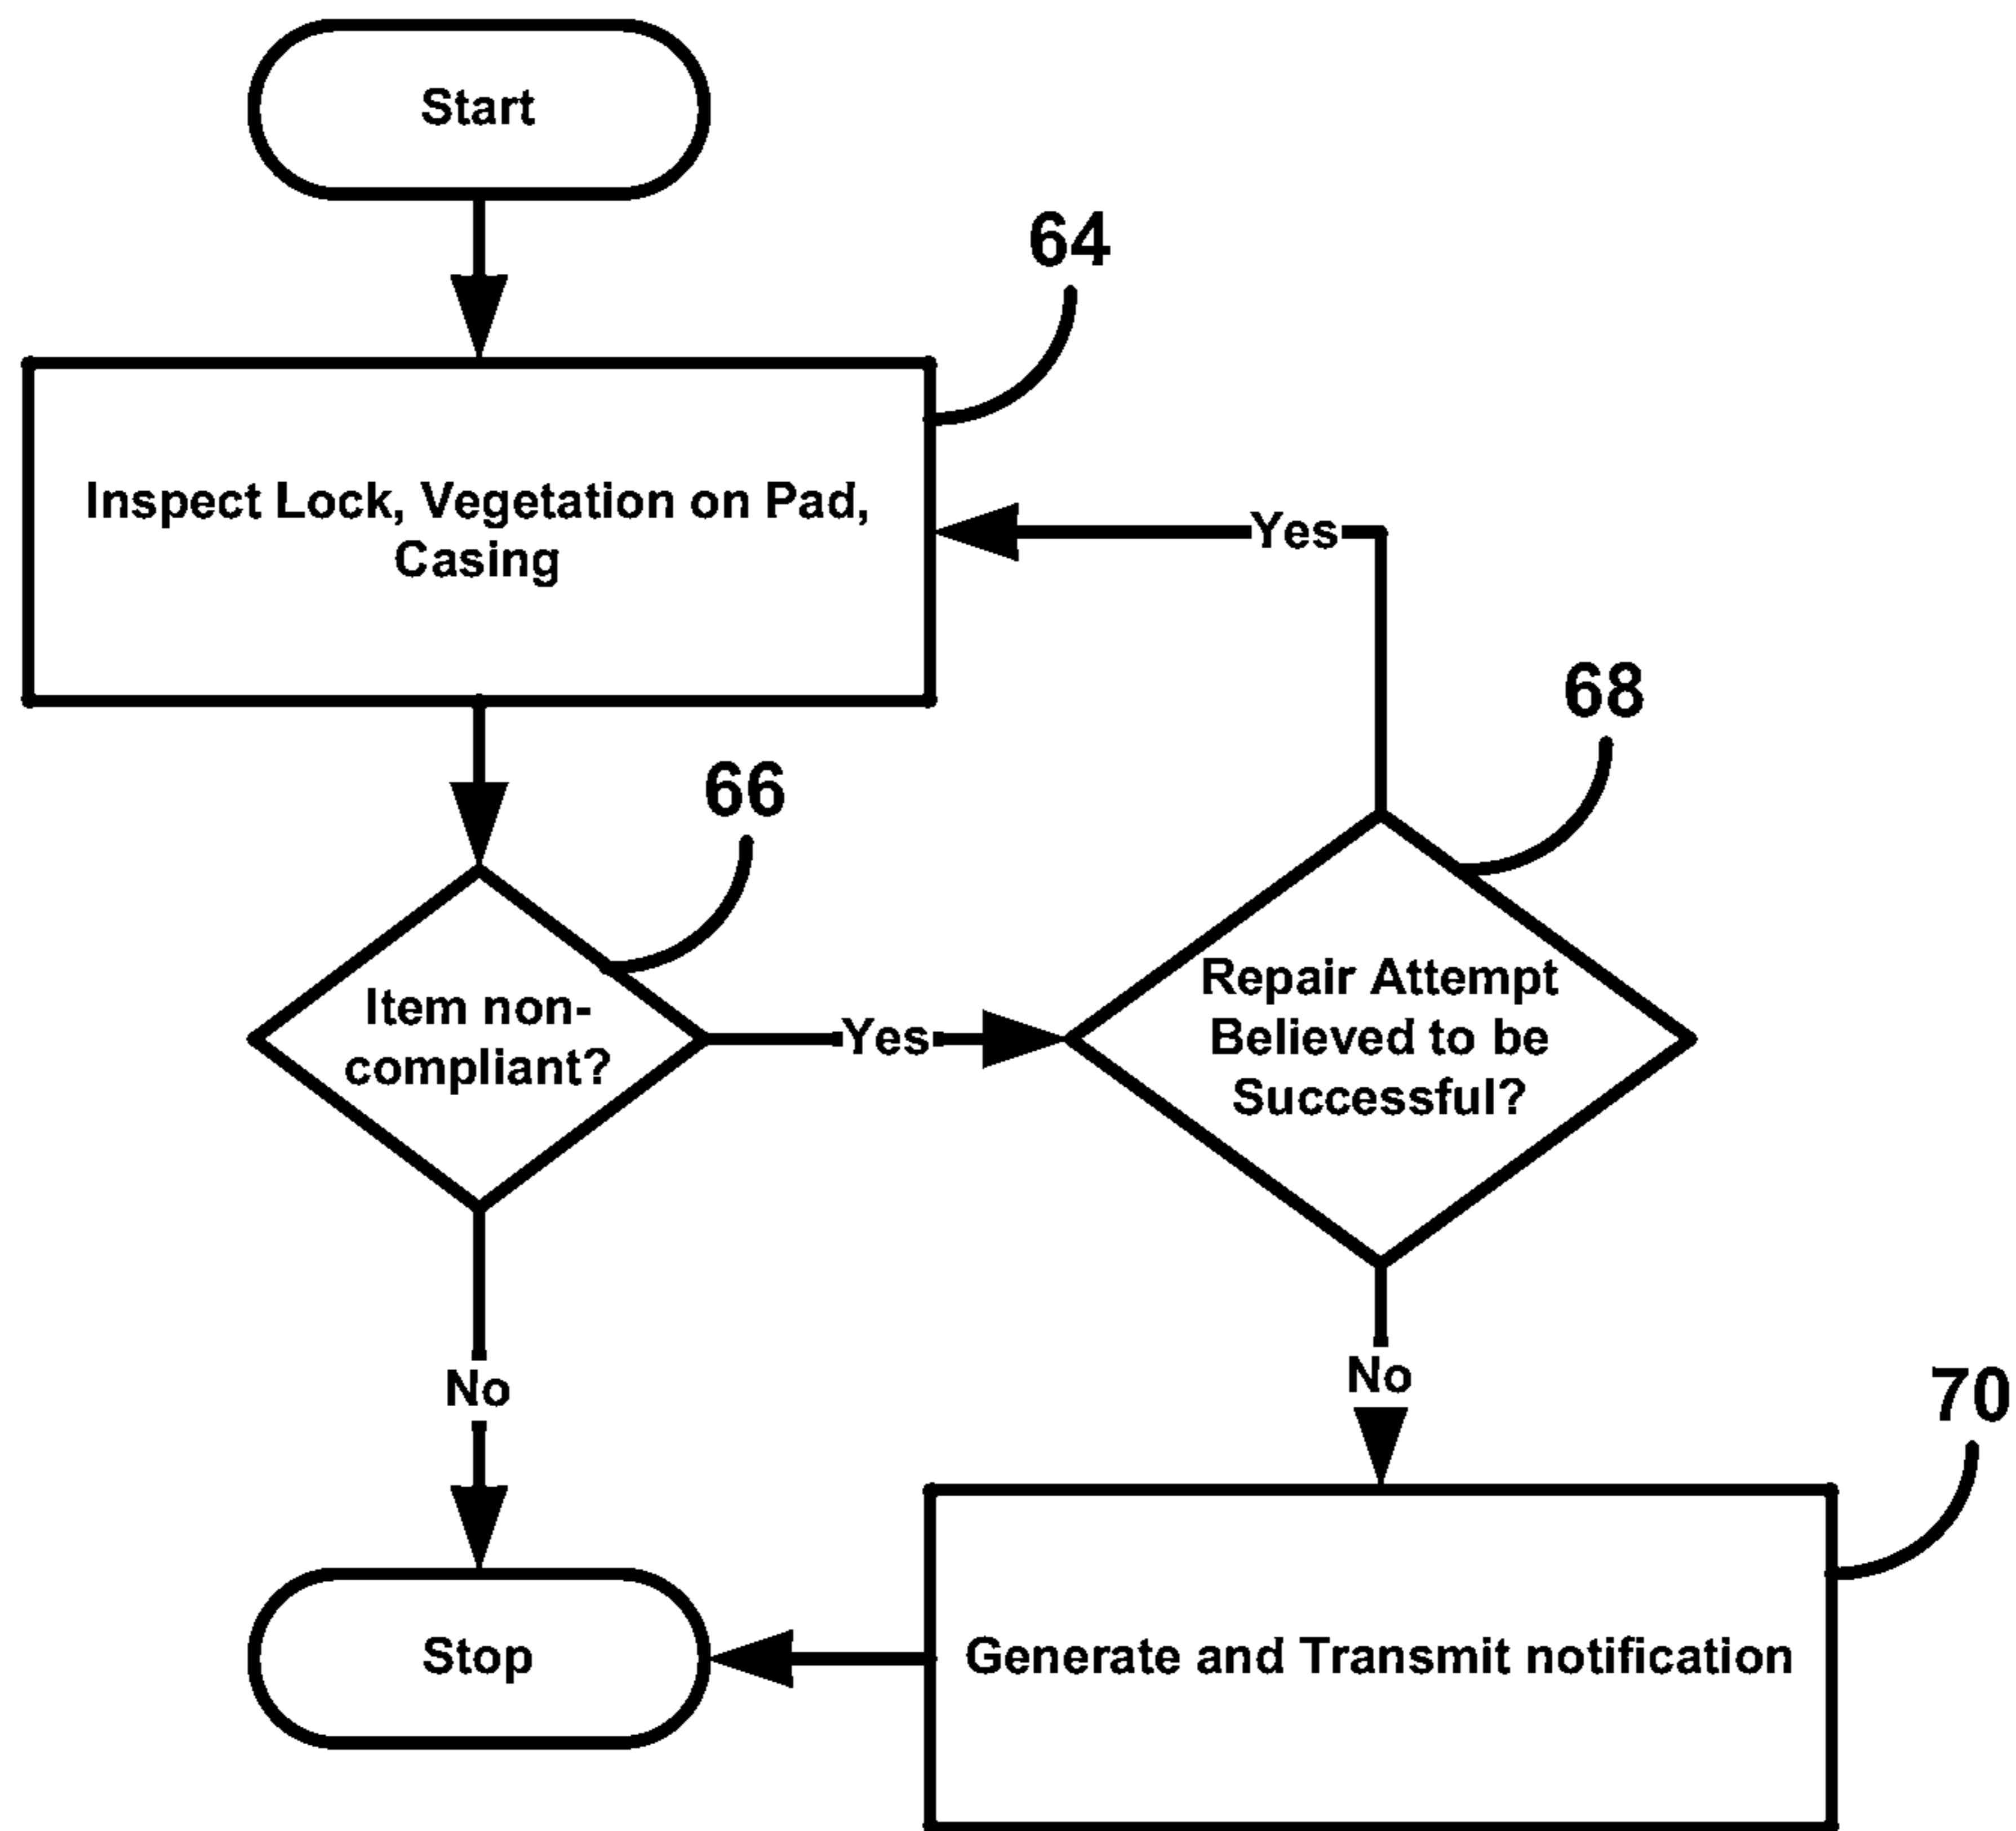 Start
64
Inspect Lock, Vegetation on Pad,
Casing
Yes
68
66
Item non-
compliant?
Yes
Repair Attempt
Believed to be
Successful?
No
No
70
Stop
Generate and Transmit notification